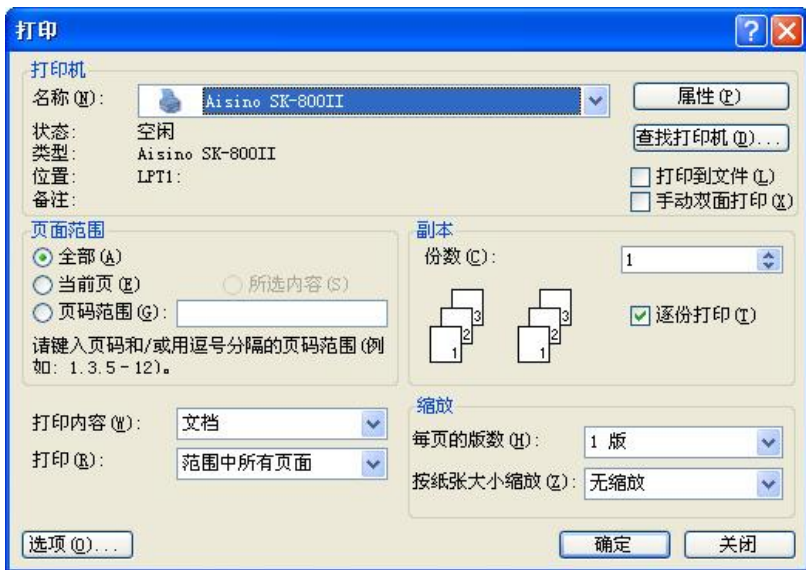 打印
打印机
名称(N): Aisino SK-800II 属性(P)
状态: 空闲 查找打印机(D)...
类型: Aisino SK-800II
位置: LPT1: 打印到文件(L)
备注: 手动双面打印(X)
页面范围
全部(A)
当前页(E) 所选内容(S)
页码范围(G):
请键入页码和/或用逗号分隔的页码范围(例
如: 1.3.5-12)。
副本
份数(C): 1
1 2 3 1 2 3 逐份打印(T)
打印内容(W): 文档
打印(R): 范围中所有页面
缩放
每页的版数(H): 1 版
按纸张大小缩放(Z): 无缩放
选项(O)... 确定 关闭